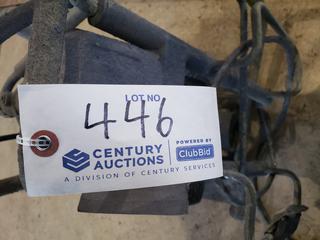 LOT NO
446
CENTURY AUCTIONS
POWERED BY
ClubBid
A DIVISION OF CENTURY SERVICES